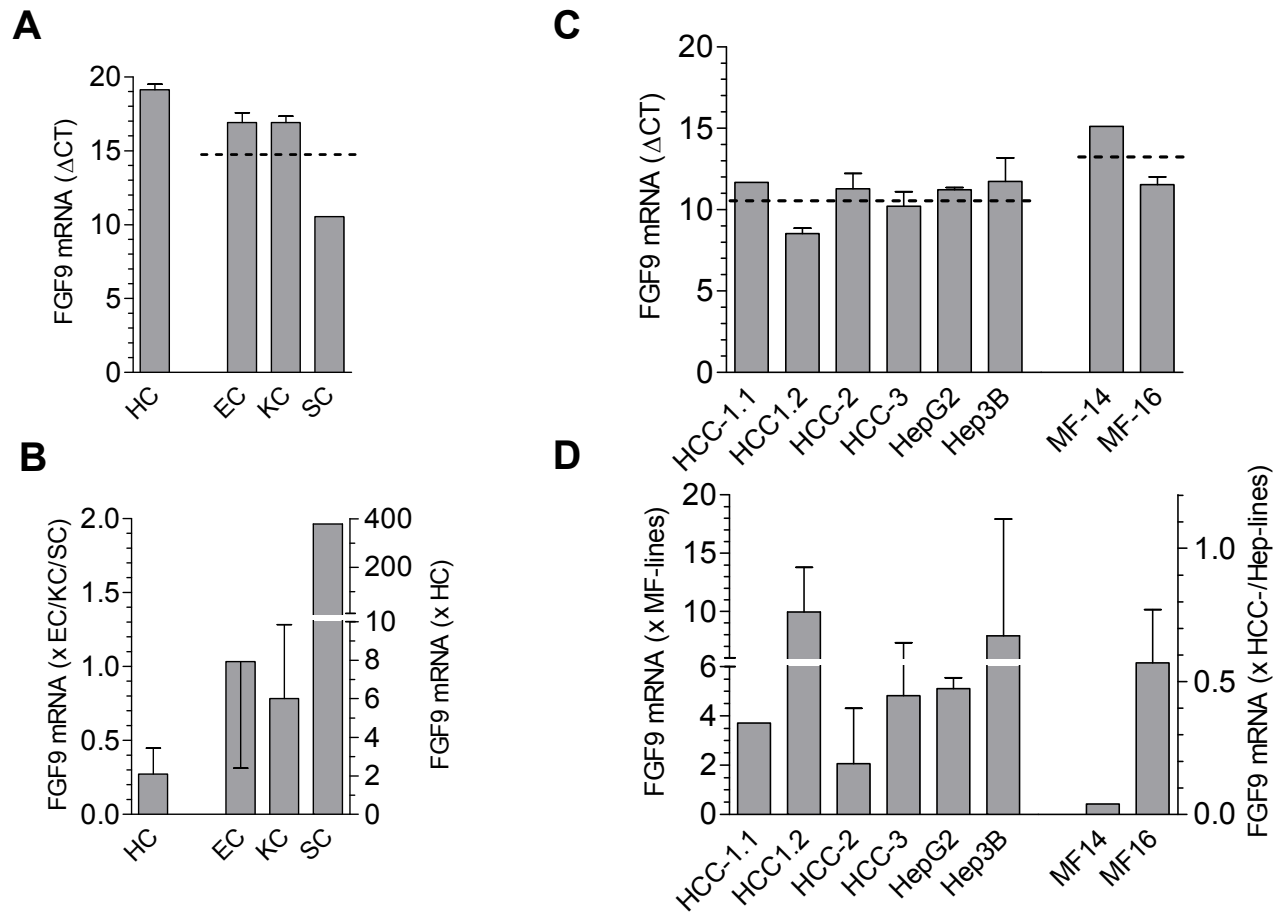 A
FGF9 mRNA (ΔCT)
20
15
10
5
0
HC
EC
KC
SC
C
FGF9 mRNA (ΔCT)
20
15
10
5
0
HCC-1.1
HCC1.2
HCC-2
HCC-3
HepG2
Hep3B
MF-14
MF-16
B
FGF9 mRNA (x EC/KC/SC)
2.0
1.5
1.0
0.5
0.0
HC
EC
KC
SC
400
200
10
8
6
4
2
0
FGF9 mRNA (x HC)
D
FGF9 mRNA (x MF-lines)
20
15
10
6
6
4
2
0
HCC-1.1
HCC1.2
HCC-2
HCC-3
HepG2
Hep3B
MF14
MF16
1.0
0.5
0.0
FGF9 mRNA (x HCC-/Hep-lines)